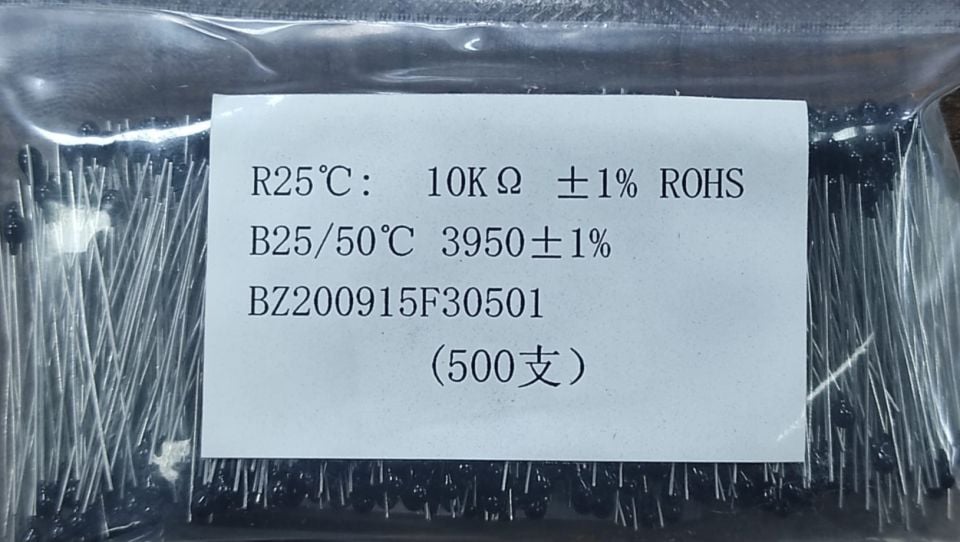 R25℃: 10KΩ ±1% ROHS
B25/50℃ 3950±1%
BZ200915F30501
(500支)